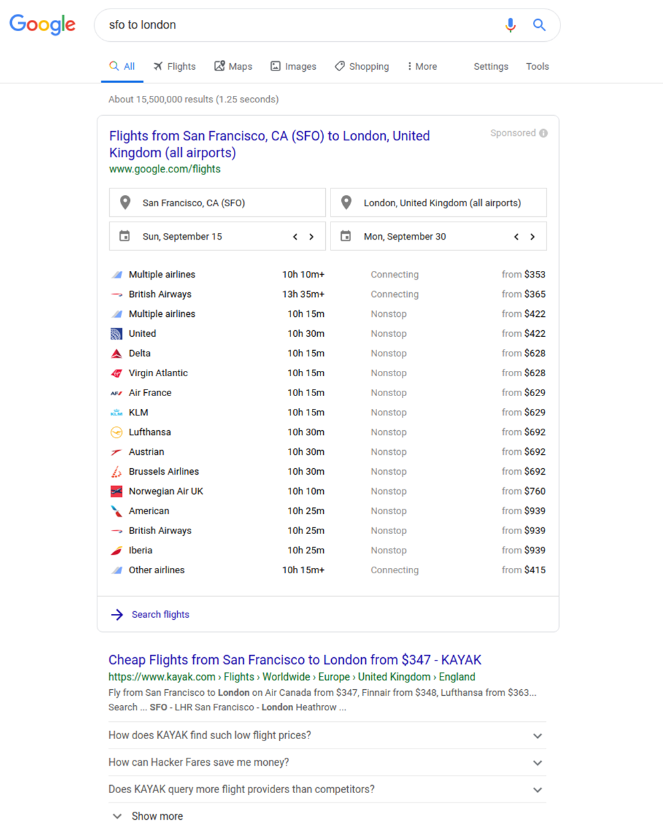 Google
sfo to london
All Flights Maps Images Shopping More Settings Tools
About 15,500,000 results (1.25 seconds)
Flights from San Francisco, CA (SFO) to London, United Sponsored
Kingdom (all airports)
www.google.com/flights
San Francisco, CA (SFO) London, United Kingdom (all airports)
Sun, September 15 Mon, September 30
Multiple airlines 10h 10m+ Connecting from $353
British Airways 13h 35m+ Connecting from $365
Multiple airlines 10h 15m Nonstop from $422
United 10h 30m Nonstop from $422
Delta 10h 15m Nonstop from $628
Virgin Atlantic 10h 15m Nonstop from $628
Air France 10h 15m Nonstop from $629
KLM 10h 15m Nonstop from $629
Lufthansa 10h 30m Nonstop from $692
Austrian 10h 30m Nonstop from $692
Brussels Airlines 10h 30m Nonstop from $692
Norwegian Air UK 10h 10m Nonstop from $760
American 10h 25m Nonstop from $939
British Airways 10h 25m Nonstop from $939
Iberia 10h 25m Nonstop from $939
Other airlines 10h 15m+ Connecting from $415
Search flights
Cheap Flights from San Francisco to London from $347 - KAYAK
https://www.kayak.com › Flights › Worldwide › Europe › United Kingdom › England
Fly from San Francisco to London on Air Canada from $347, Finnair from $348, Lufthansa from $363...
Search ... SFO - LHR San Francisco - London Heathrow ...
How does KAYAK find such low flight prices?
How can Hacker Fares save me money?
Does KAYAK query more flight providers than competitors?
Show more